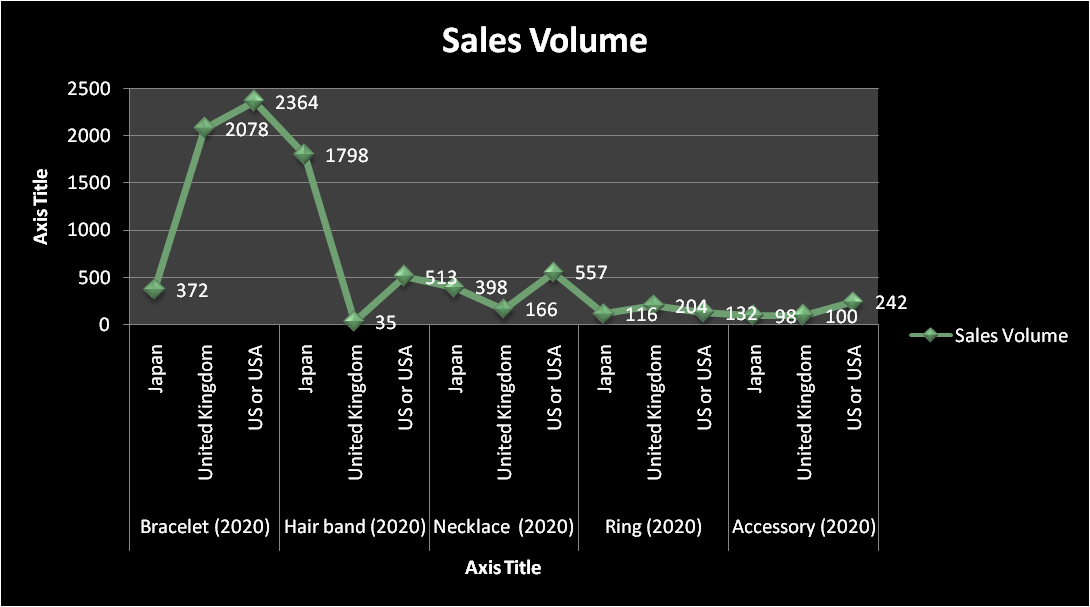 Sales Volume
2500
2000
1500
1000
500
0
Axis Title
372
2078
2364
1798
35
513
398
166
557
116
204
132
98
100
242
Sales Volume
Japan
United Kingdom
US or USA
Japan
United Kingdom
US or USA
Japan
United Kingdom
US or USA
Japan
United Kingdom
US or USA
Japan
United Kingdom
US or USA
Bracelet (2020)
Hair band (2020)
Necklace (2020)
Ring (2020)
Accessory (2020)
Axis Title